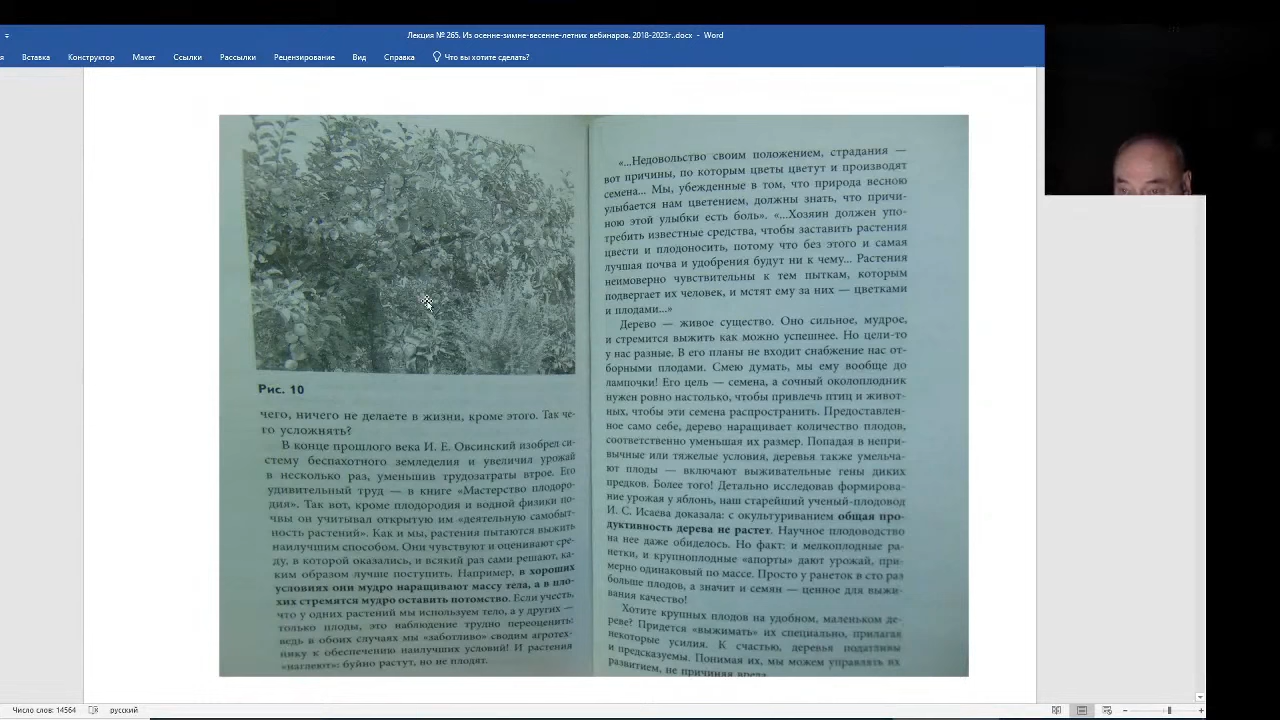 Лекция № 265. Из осенне-зимне-весенне-летних вебинаров. 2018-2023г..docx - Word
Вставка Конструктор Макет Ссылки Рассылки Рецензирование Вид Справка Что вы хотите сделать?
Рис. 10
чего, ничего не делаете в жизни, кроме этого. Так че-
го усложнять?
В конце прошлого века И. Е. Овсинский изобрел си-
стему беспахотного земледелия и увеличил урожай
в несколько раз, уменьшив трудозатраты втрое. Его
удивительный труд — в книге «Мастерство плодоро-
дия». Так вот, кроме плодородия и водной физики по-
чвы он учитывал открытую им «деятельную самобыт-
ность растений». Как и мы, растения пытаются выжить
наилучшим способом. Они чувствуют и оценивают сре-
ду, в которой оказались, и всякий раз сами решают, ка-
ким образом лучше поступить. Например, в хороших
условиях они мудро наращивают массу тела, а в пло-
хих стремятся мудро оставить потомство. Если учесть,
что у одних растений мы используем тело, а у других —
только плоды, это наблюдение трудно переоценить:
ведь в обоих случаях мы «заботливо» сводим агротех-
нику к обеспечению наилучших условий! И растения
«наглеют»: буйно растут, но не плодят.
«...Недовольство своим положением, страдания —
вот причины, по которым цветы цветут и производят
семена... Мы, убежденные в том, что природа весною
улыбается нам цветением, должны знать, что причи-
ною этой улыбки есть боль». «...Хозяин должен упо-
требить известные средства, чтобы заставить растения
цвести и плодоносить, потому что без этого и самая
лучшая почва и удобрения будут ни к чему... Растения
неимоверно чувствительны к тем пыткам, которым
подвергает их человек, и мстят ему за них — цветками
и плодами...»
Дерево — живое существо. Оно сильное, мудрое,
и стремится выжить как можно успешнее. Но цели-то
у нас разные. В его планы не входит снабжение нас от-
борными плодами. Смею думать, мы ему вообще до
лампочки! Его цель — семена, а сочный околоплодник
нужен ровно настолько, чтобы привлечь птиц и живот-
ных, чтобы эти семена распространить. Предоставлен-
ное само себе, дерево наращивает количество плодов,
соответственно уменьшая их размер. Попадая в непри-
вычные или тяжелые условия, деревья также умельча-
ют плоды — включают выживательные гены диких
предков. Более того! Детально исследовав формирова-
ние урожая у яблонь, наш старейший ученый-плодовод
И. С. Исаева доказала: с окультуриванием общая про-
дуктивность дерева не растет. Научное плодоводство
на нее даже обиделось. Но факт: и мелкоплодные ра-
нетки, и крупноплодные «апорты» дают урожай, при-
мерно одинаковый по массе. Просто у ранеток в сто раз
больше плодов, а значит и семян — ценное для выжи-
вания качество!
Хотите крупных плодов на удобном, маленьком де-
реве? Придется «выжимать» их специально, прилагая
некоторые усилия. К счастью, деревья податливы
и предсказуемы. Понимая их, мы можем управлять их
развитием, не причиняя вреда
Число слов: 14564 русский